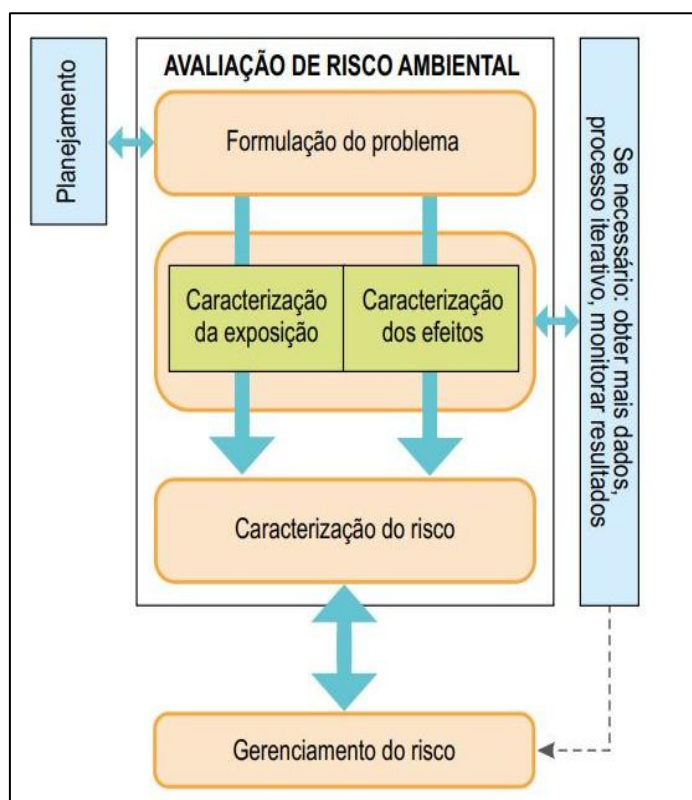 AVALIAÇÃO DE RISCO AMBIENTAL
Planejamento
Formulação do problema
Caracterização
da exposição
Caracterização
dos efeitos
Se necessário: obter mais dados,
processo iterativo, monitorar resultados
Caracterização do risco
Gerenciamento do risco